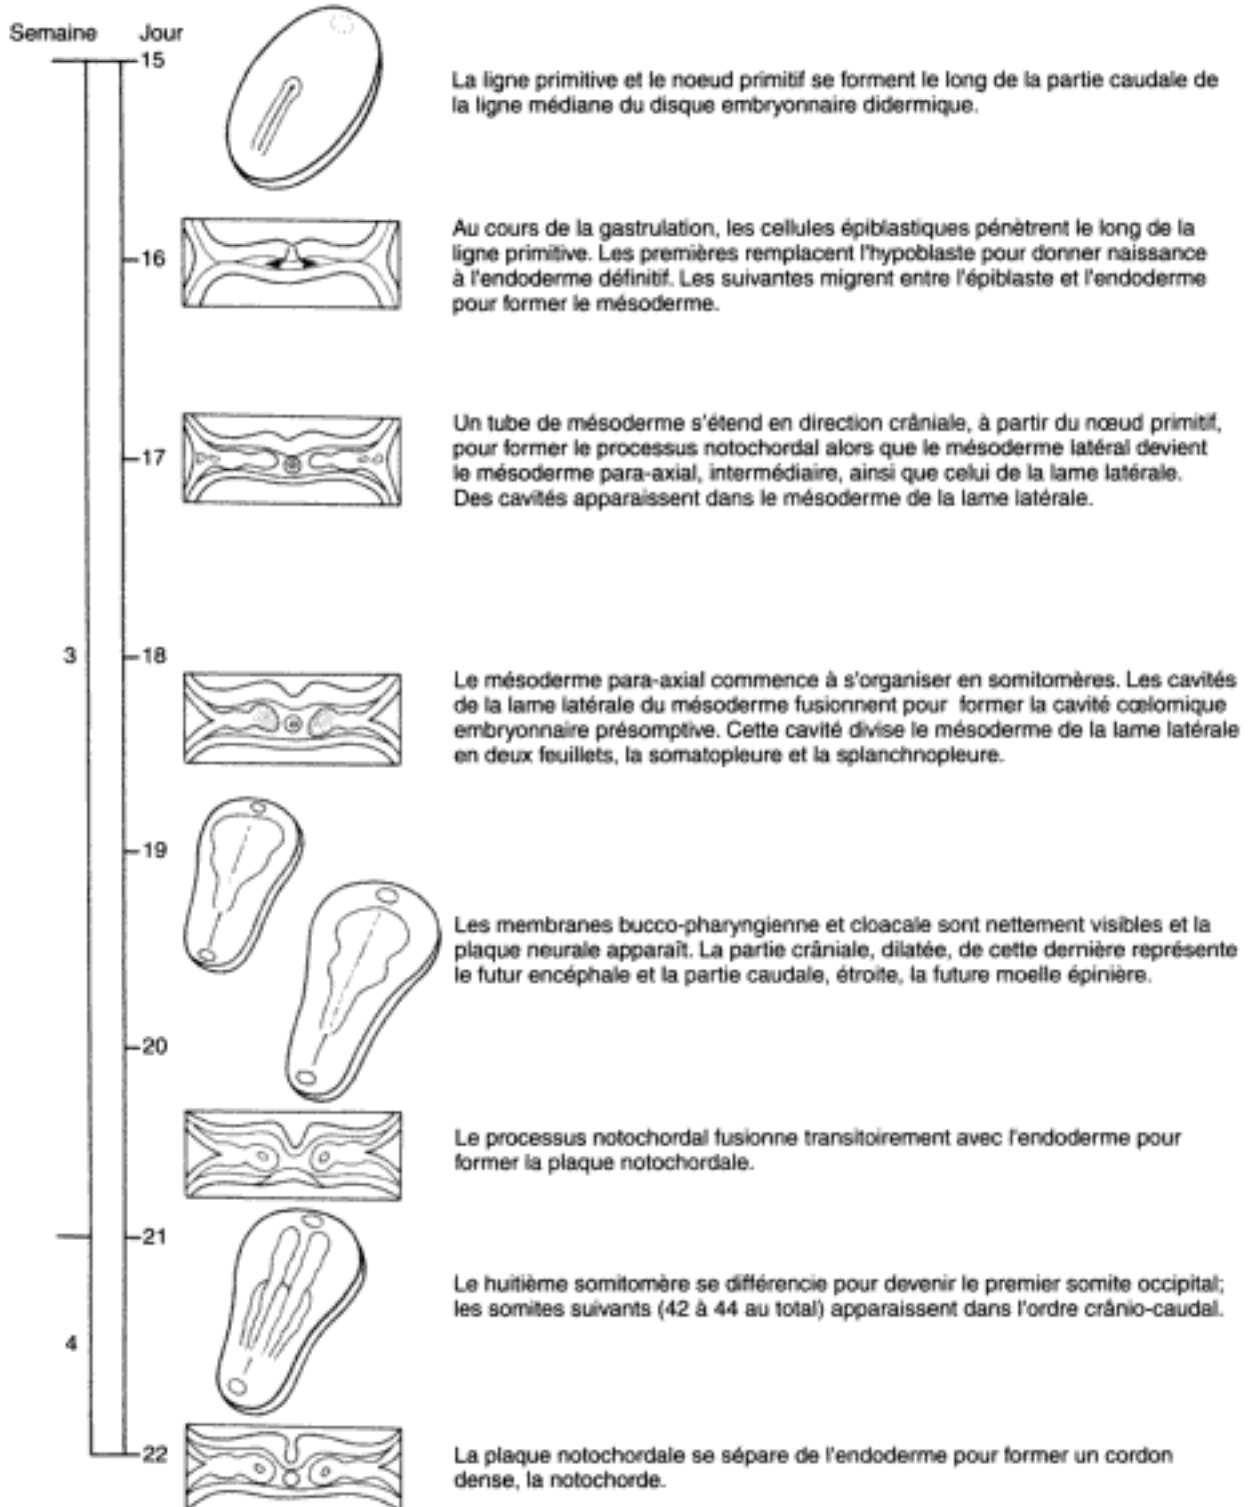 Semaine Jour
15
La ligne primitive et le noeud primitif se forment le long de la partie caudale de
la ligne médiane du disque embryonnaire didermique.
Au cours de la gastrulation, les cellules épiblastiques pénètrent le long de la
ligne primitive. Les premières remplacent l'hypoblaste pour donner naissance
16
à l'endoderme définitif. Les suivantes migrent entre l'épiblaste et l'endoderme
pour former le mésoderme.
Un tube de mésoderme s'étend en direction crâniale, à partir du nœud primitif,
pour former le processus notochordal alors que le mésoderme latéral devient
17
le mésoderme para-axial, intermédiaire, ainsi que celui de la lame latérale.
Des cavités apparaissent dans le mésoderme de la lame latérale.
3
18
Le mésoderme para-axial commence à s'organiser en somitomères. Les cavités
de la lame latérale du mésoderme fusionnent pour former la cavité cœlomique
embryonnaire présomptive. Cette cavité divise le mésoderme de la lame latérale
en deux feuillets, la somatopleure et la splanchnopleure.
19
Les membranes bucco-pharyngienne et cloacale sont nettement visibles et la
plaque neurale apparaît. La partie crâniale, dilatée, de cette dernière représente
le futur encéphale et la partie caudale, étroite, la future moelle épinière.
20
Le processus notochordal fusionne transitoirement avec l'endoderme pour
former la plaque notochordale.
21
Le huitième somitomère se différencie pour devenir le premier somite occipital;
les somites suivants (42 à 44 au total) apparaissent dans l'ordre crânio-caudal.
4
22
La plaque notochordale se sépare de l'endoderme pour former un cordon
dense, la notochorde.